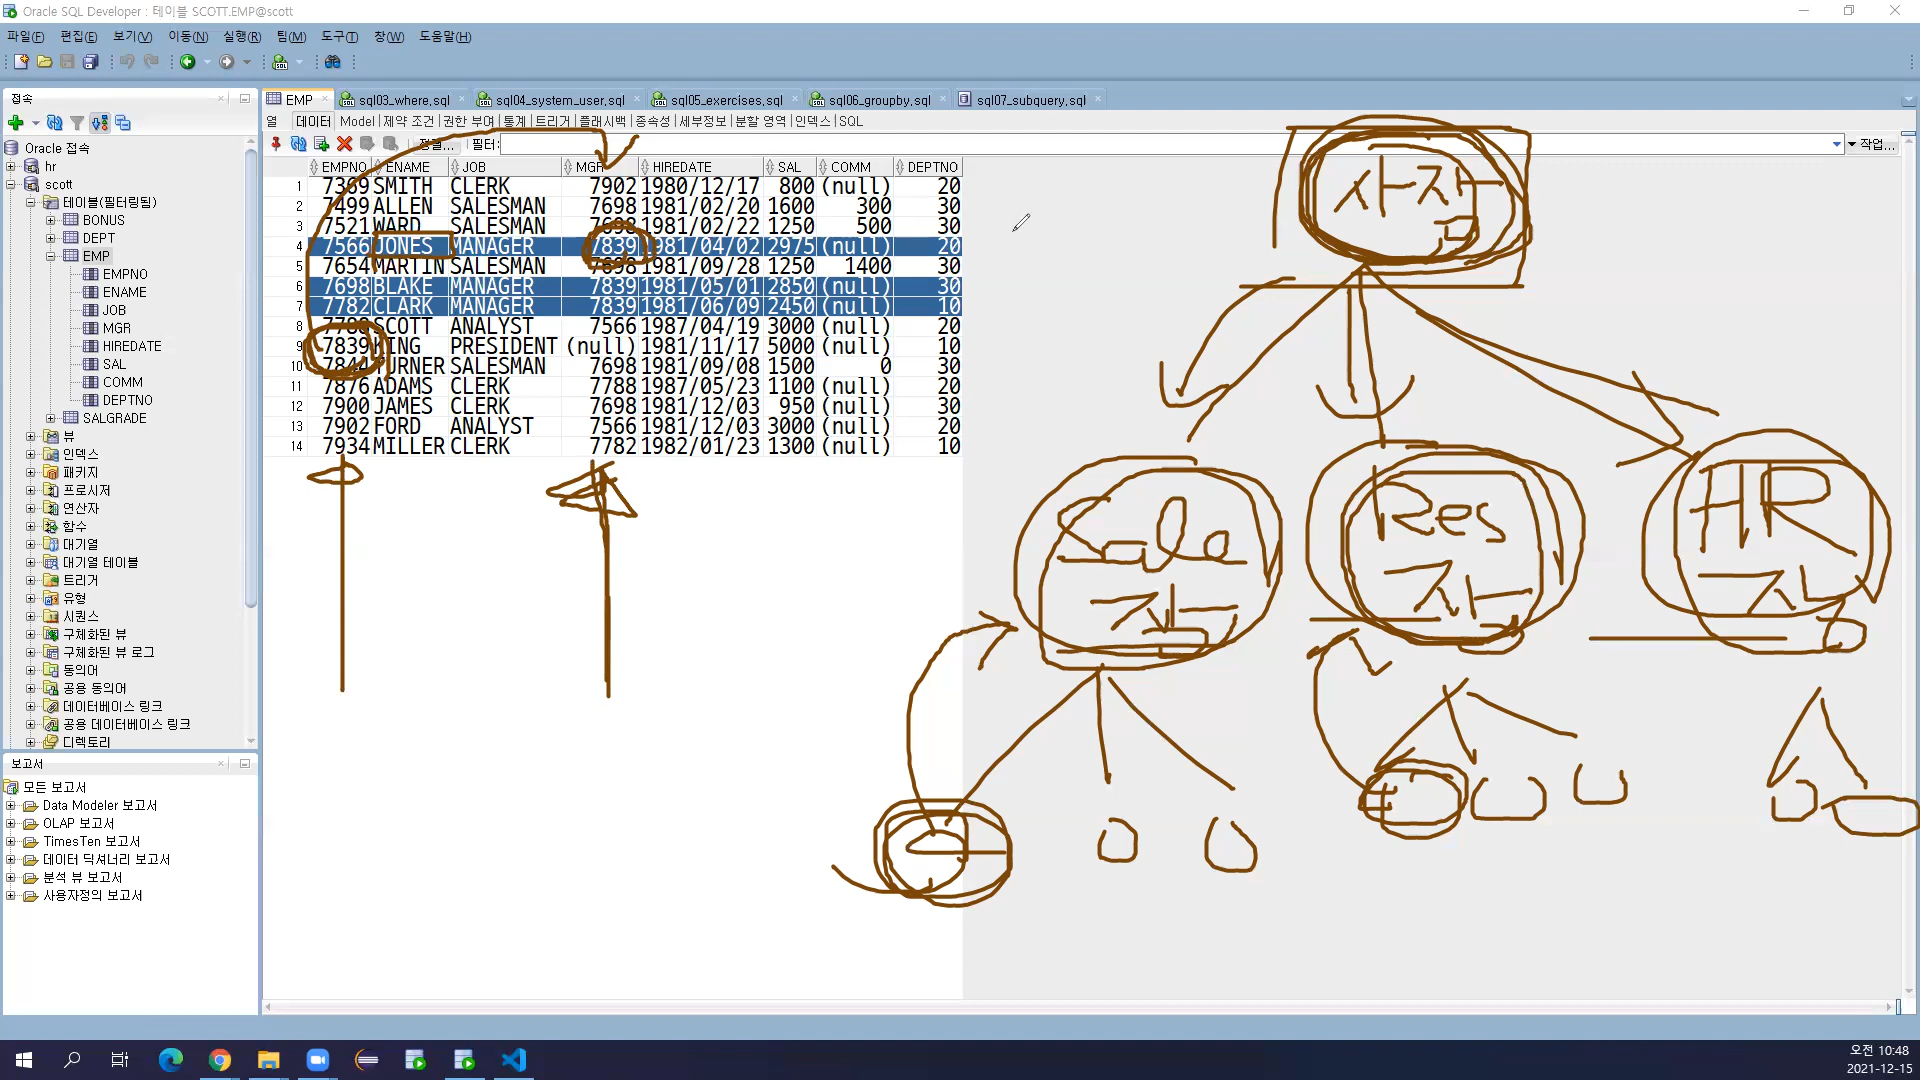 Oracle SQL Developer : 테이블 SCOTT.EMP@scott
파일(F) 편집(E) 보기(V) 이동(N) 실행(R) 팀(M) 도구(T) 창(W) 도움말(H)
접속
Oracle 접속
hr
scott
테이블(필터링됨)
BONUS
DEPT
EMP
EMPNO
ENAME
JOB
MGR
HIREDATE
SAL
COMM
DEPTNO
SALGRADE
뷰
인덱스
패키지
프로시저
연산자
함수
대기열
대기열 테이블
트리거
유형
시퀀스
구체화된 뷰
구체화된 뷰 로그
동의어
공용 동의어
데이터베이스 링크
공용 데이터베이스 링크
디렉토리
보고서
모든 보고서
Data Modeler 보고서
OLAP 보고서
TimesTen 보고서
데이터 딕셔너리 보고서
분석 뷰 보고서
사용자정의 보고서
EMP sql03_where.sql sql04_system_user.sql sql05_exercises.sql sql06_groupby.sql sql07_subquery.sql
열 데이터 Model 제약 조건 권한 부여 통계 트리거 플래시백 종속성 세부정보 분할 영역 인덱스 SQL
정렬... 필터: 작업...
EMPNO ENAME JOB MGR HIREDATE SAL COMM DEPTNO
1 7369 SMITH CLERK 7902 1980/12/17 800 (null) 20
2 7499 ALLEN SALESMAN 7698 1981/02/20 1600 300 30
3 7521 WARD SALESMAN 7698 1981/02/22 1250 500 30
4 7566 JONES MANAGER 7839 1981/04/02 2975 (null) 20
5 7654 MARTIN SALESMAN 7698 1981/09/28 1250 1400 30
6 7698 BLAKE MANAGER 7839 1981/05/01 2850 (null) 30
7 7782 CLARK MANAGER 7839 1981/06/09 2450 (null) 10
8 7788 SCOTT ANALYST 7566 1987/04/19 3000 (null) 20
9 7839 KING PRESIDENT (null) 1981/11/17 5000 (null) 10
10 7844 TURNER SALESMAN 7698 1981/09/08 1500 0 30
11 7876 ADAMS CLERK 7788 1987/05/23 1100 (null) 20
12 7900 JAMES CLERK 7698 1981/12/03 950 (null) 30
13 7902 FORD ANALYST 7566 1981/12/03 3000 (null) 20
14 7934 MILLER CLERK 7782 1982/01/23 1300 (null) 10
사장
Sale
장
Res
장
HR
장
오전 10:48
2021-12-15